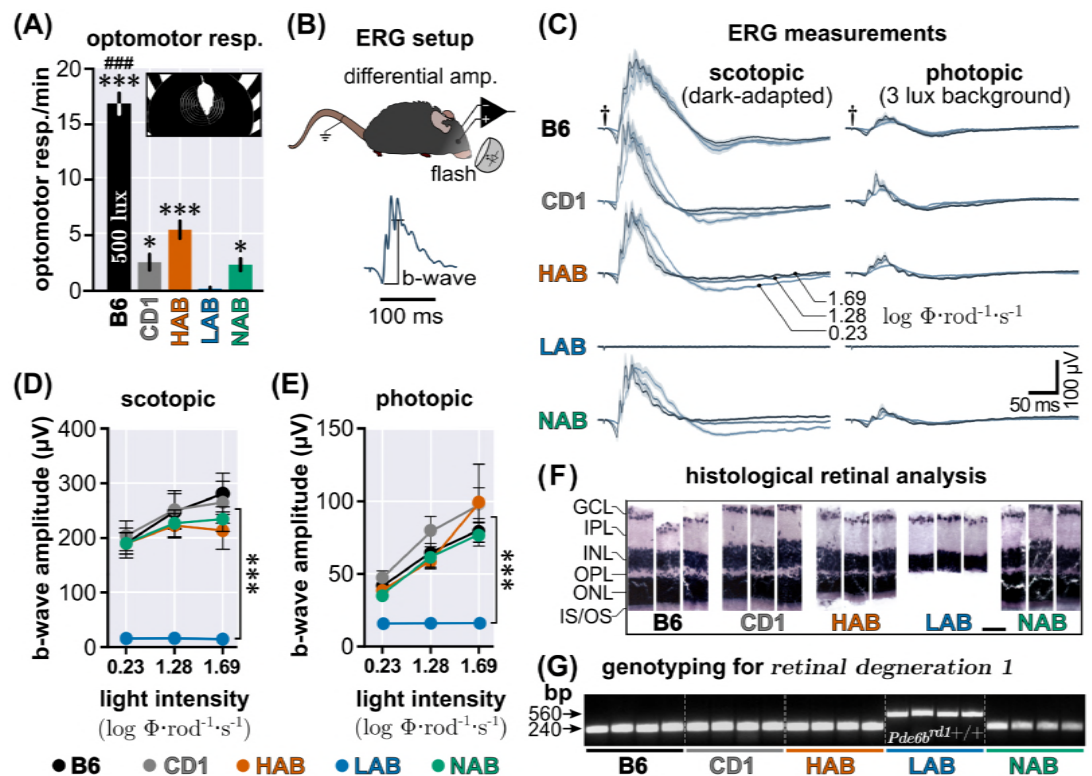 (A)
optomotor resp.
optomotor resp./min
20
15
10
5
0
###
***
500 lux
*
***
*
B6
CD1
HAB
LAB
NAB
(B)
ERG setup
differential amp.
+
-
flash
b-wave
100 ms
(C)
ERG measurements
scotopic
(dark-adapted)
photopic
(3 lux background)
†
†
B6
CD1
HAB
LAB
NAB
1.69
1.28
0.23
log Φ·rod⁻¹·s⁻¹
50 ms
100 µV
(D)
scotopic
b-wave amplitude (µV)
400
300
200
100
0
***
0.23
1.28
1.69
light intensity
(log Φ·rod⁻¹·s⁻¹)
(E)
photopic
b-wave amplitude (µV)
150
100
50
0
***
0.23
1.28
1.69
light intensity
(log Φ·rod⁻¹·s⁻¹)
B6
CD1
HAB
LAB
NAB
(F)
histological retinal analysis
GCL
IPL
INL
OPL
ONL
IS/OS
B6
CD1
HAB
LAB
NAB
(G)
genotyping for retinal degneration 1
bp
560
240
Pde6b^rd1+/+
B6
CD1
HAB
LAB
NAB